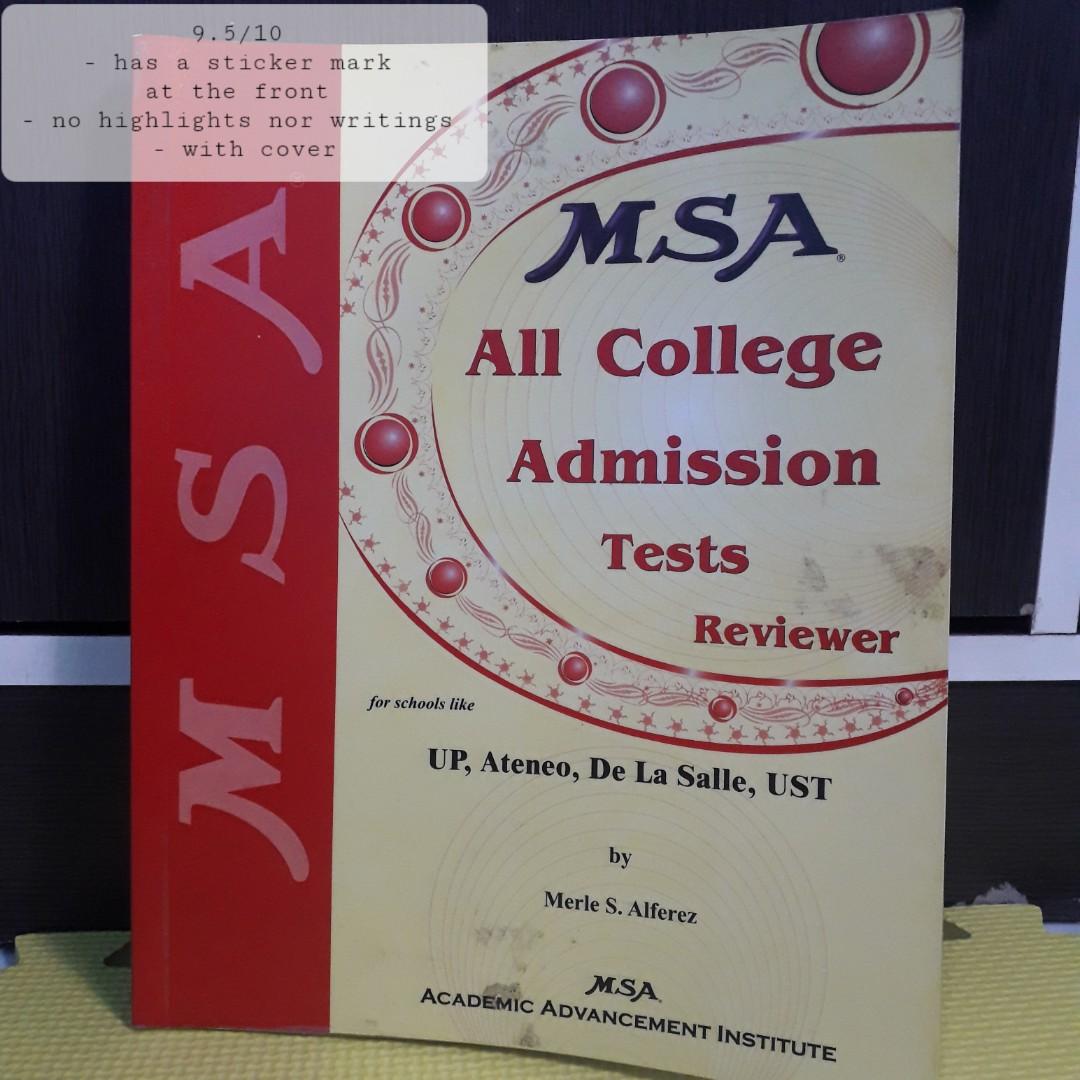 9.5/10
- has a sticker mark
at the front
- no highlights nor writings
- with cover
MSA®
MSA®
All College
Admission
Tests
Reviewer
for schools like
UP, Ateneo, De La Salle, UST
by
Merle S. Alferez
MSA®
ACADEMIC ADVANCEMENT INSTITUTE